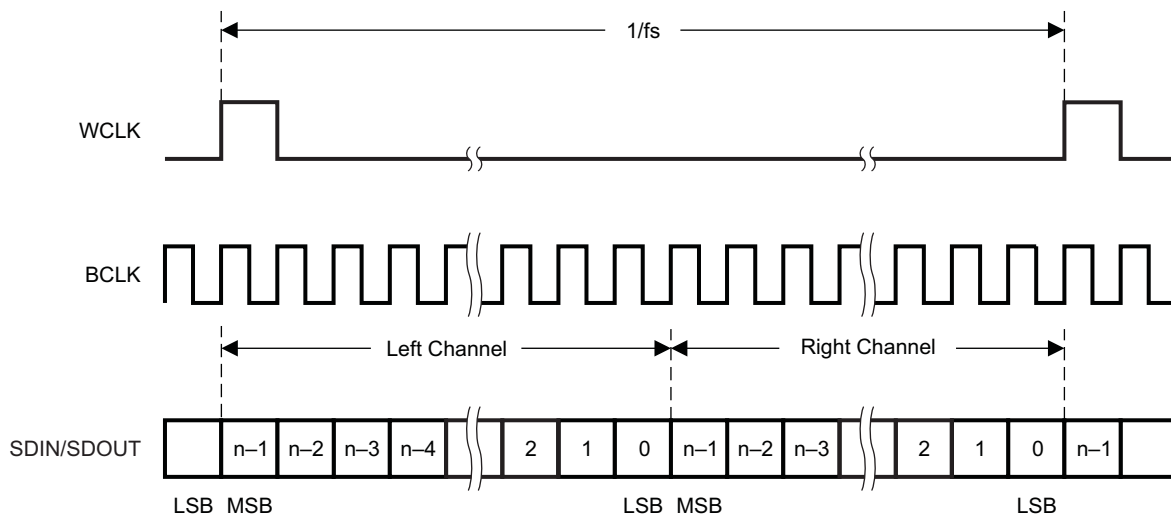 1/fs
WCLK
BCLK
Left Channel Right Channel
SDIN/SDOUT n–1 n–2 n–3 n–4 2 1 0 n–1 n–2 n–3 2 1 0 n–1
LSB MSB LSB MSB LSB